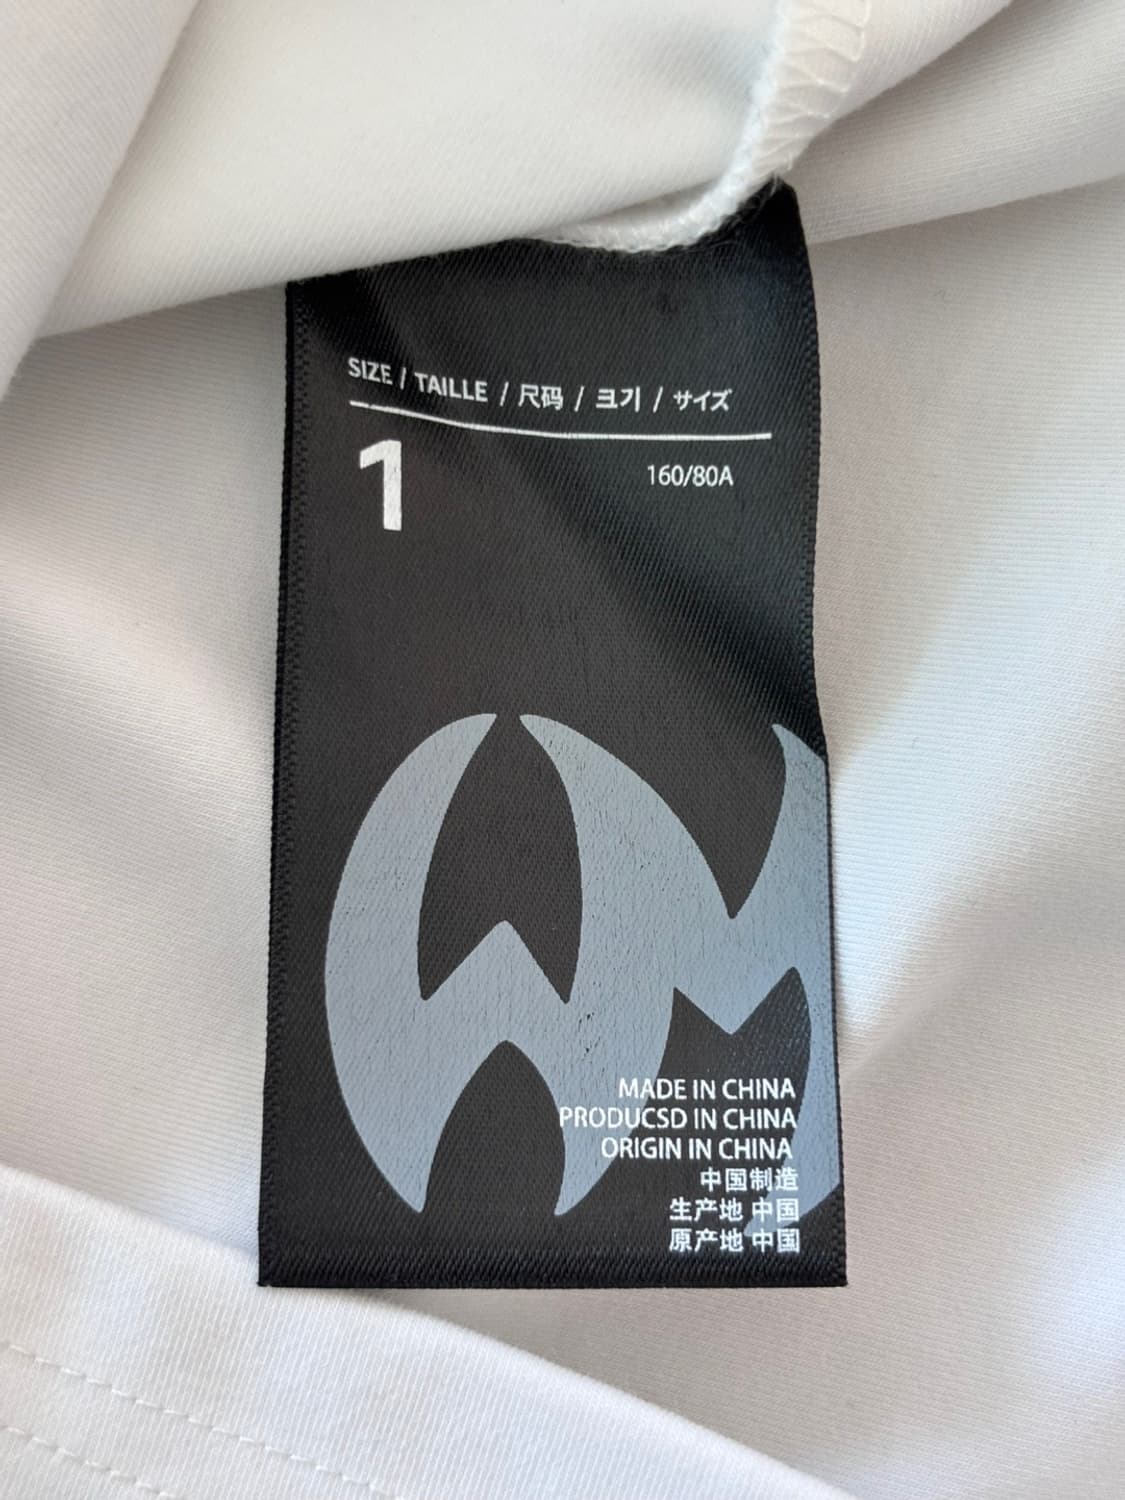 SIZE / TAILLE / 尺码 / 크기 / サイズ
1 160/80A
MADE IN CHINA
PRODUCSD IN CHINA
ORIGIN IN CHINA
中国制造
生产地 中国
原产地 中国